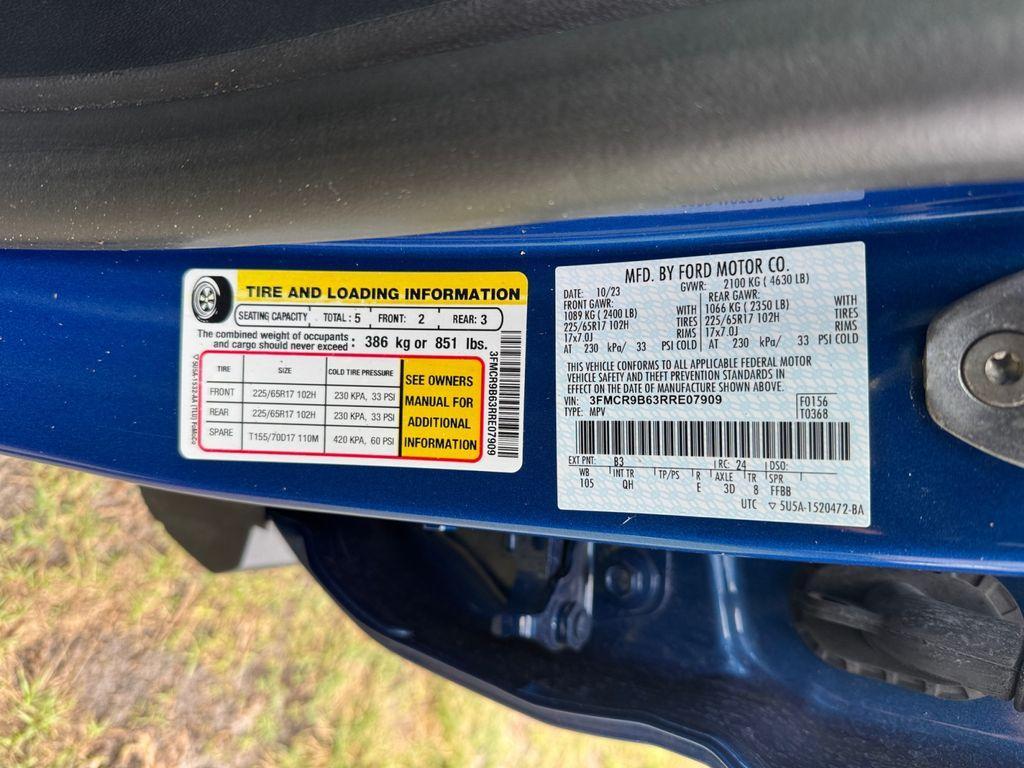 TIRE AND LOADING INFORMATION
SEATING CAPACITY TOTAL : 5 FRONT: 2 REAR: 3
The combined weight of occupants and cargo should never exceed : 386 kg or 851 lbs.
TIRE SIZE COLD TIRE PRESSURE
FRONT 225/65R17 102H 230 KPA, 33 PSI
REAR 225/65R17 102H 230 KPA, 33 PSI
SPARE T155/70D17 110M 420 KPA, 60 PSI
SEE OWNERS
MANUAL FOR
ADDITIONAL
INFORMATION
3FMCR9B63RRE07909
MFD. BY FORD MOTOR CO.
DATE: 10/23 GVWR: 2100 KG ( 4630 LB)
FRONT GAWR: REAR GAWR:
1089 KG ( 2400 LB) WITH 1066 KG ( 2350 LB) WITH
225/65R17 102H TIRES 225/65R17 102H TIRES
17x7.0J RIMS 17x7.0J RIMS
AT 230 kPa/ 33 PSI COLD AT 230 kPa/ 33 PSI COLD
THIS VEHICLE CONFORMS TO ALL APPLICABLE FEDERAL MOTOR
VEHICLE SAFETY AND THEFT PREVENTION STANDARDS IN
EFFECT ON THE DATE OF MANUFACTURE SHOWN ABOVE.
VIN: 3FMCR9B63RRE07909 F0156
TYPE: MPV T0368
EXT PNT: B3 RC: 24 DSO:
WB INT TR TP/PS R AXLE TR SPR
105 QH E 3D 8 FFBB
UTC ▽ 5U5A-1520472-BA